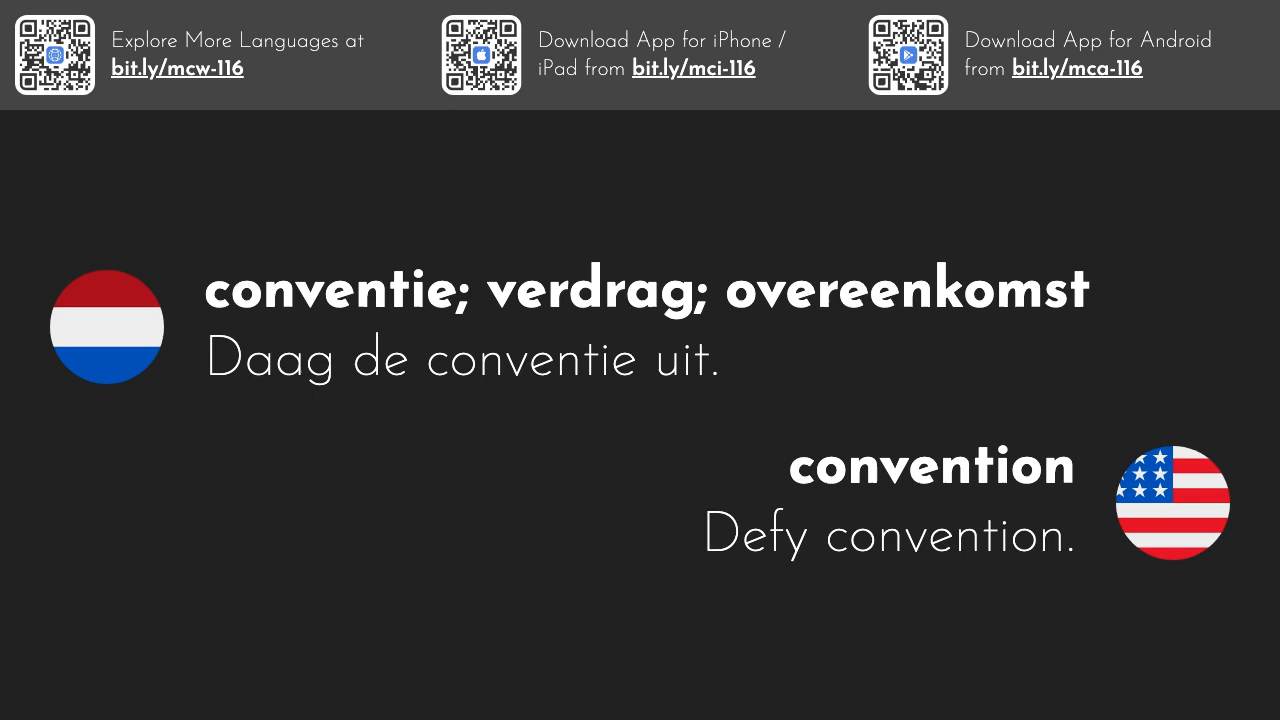 Explore More Languages at
bit.ly/mcw-116
Download App for iPhone /
iPad from bit.ly/mci-116
Download App for Android
from bit.ly/mca-116
conventie; verdrag; overeenkomst
Daag de conventie uit.
convention
Defy convention.